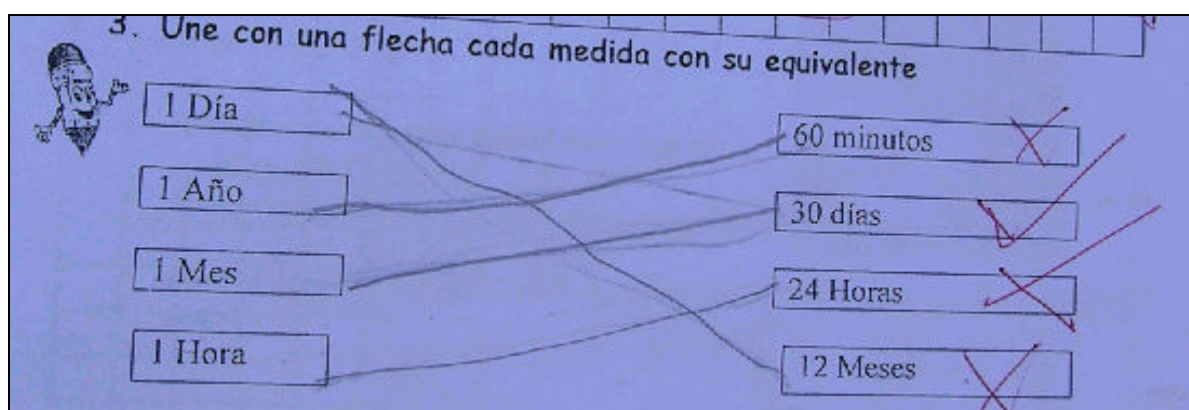 3. Une con una flecha cada medida con su equivalente
1 Día
60 minutos
1 Año
30 días
1 Mes
24 Horas
1 Hora
12 Meses